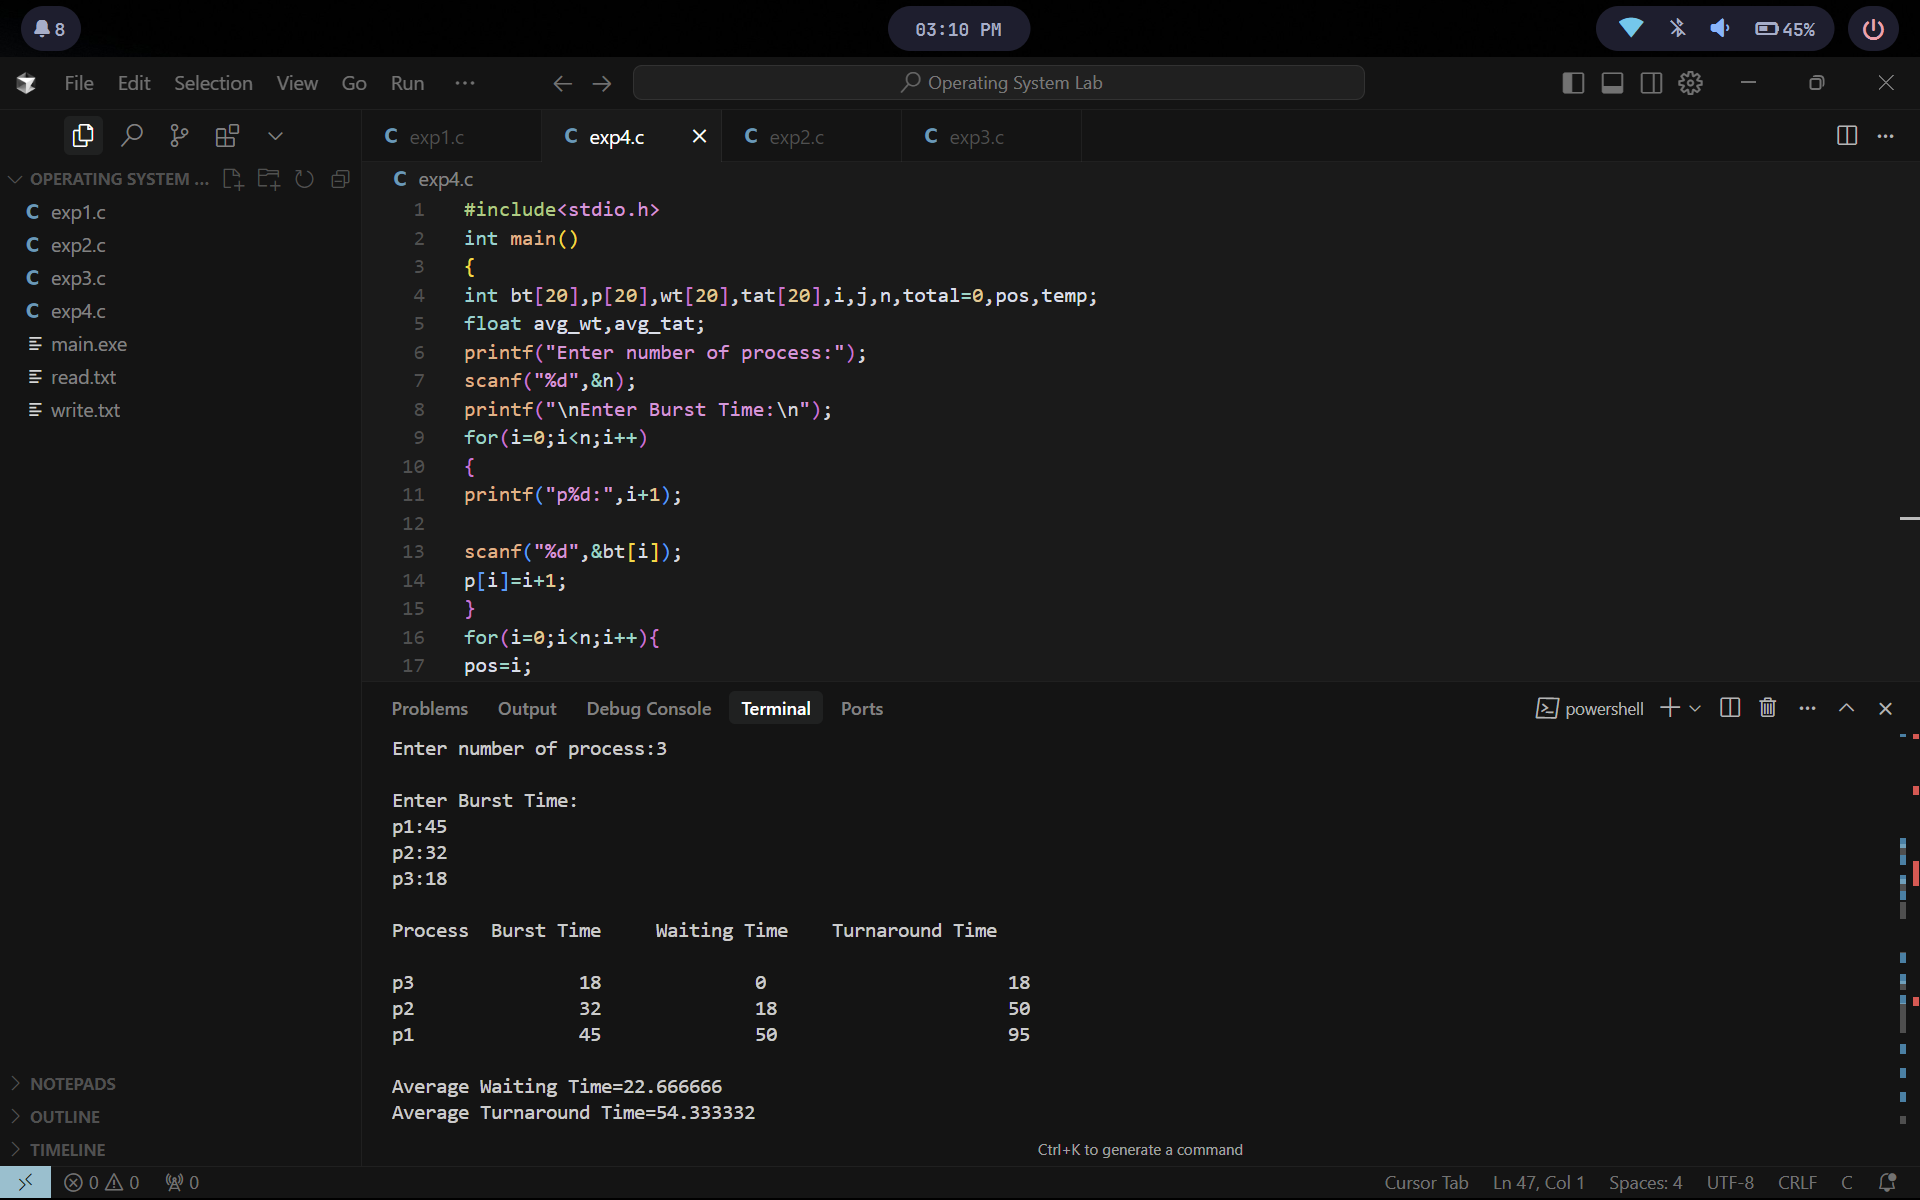 8
03:10 PM
45%
File Edit Selection View Go Run ···
Operating System Lab
C exp1.c
C exp4.c
C exp2.c
C exp3.c
OPERATING SYSTEM ...
C exp1.c
C exp2.c
C exp3.c
C exp4.c
main.exe
read.txt
write.txt
NOTEPADS
OUTLINE
TIMELINE
C exp4.c
1 #include<stdio.h>
2 int main()
3 {
4 int bt[20],p[20],wt[20],tat[20],i,j,n,total=0,pos,temp;
5 float avg_wt,avg_tat;
6 printf("Enter number of process:");
7 scanf("%d",&n);
8 printf("\nEnter Burst Time:\n");
9 for(i=0;i<n;i++)
10 {
11 printf("p%d:",i+1);
12
13 scanf("%d",&bt[i]);
14 p[i]=i+1;
15 }
16 for(i=0;i<n;i++){
17 pos=i;
Problems Output Debug Console Terminal Ports
powershell
Enter number of process:3
Enter Burst Time:
p1:45
p2:32
p3:18
Process Burst Time Waiting Time Turnaround Time
p3 18 0 18
p2 32 18 50
p1 45 50 95
Average Waiting Time=22.666666
Average Turnaround Time=54.333332
Ctrl+K to generate a command
0 0 0
Cursor Tab Ln 47, Col 1 Spaces: 4 UTF-8 CRLF C